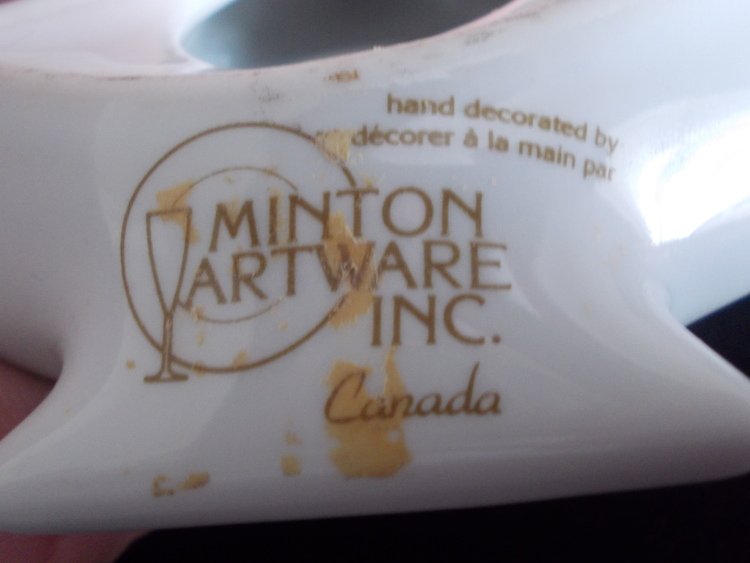 hand decorated by
décorer à la main par
MINTON
ARTWARE
INC.
Canada